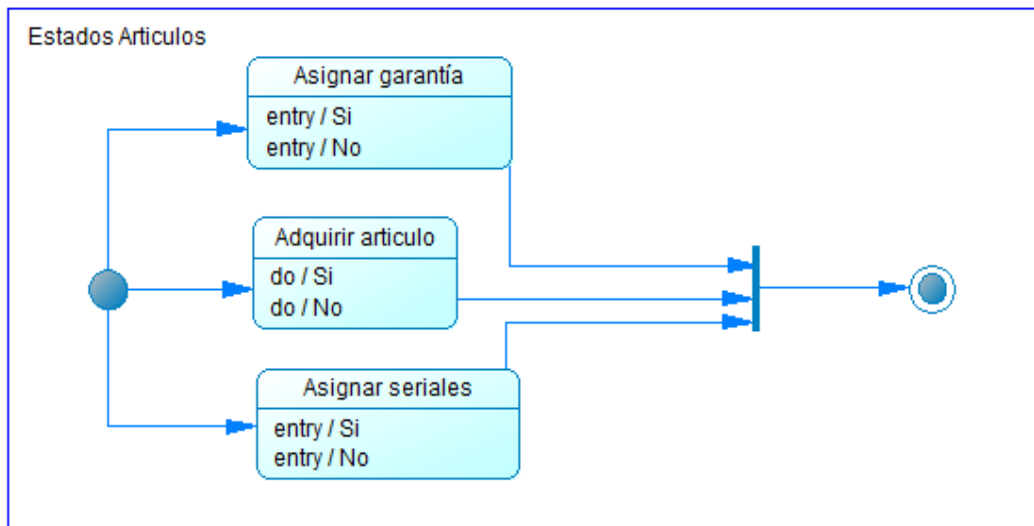 Estados Articulos
Asignar garantía
entry / Si
entry / No
Adquirir articulo
do / Si
do / No
Asignar seriales
entry / Si
entry / No